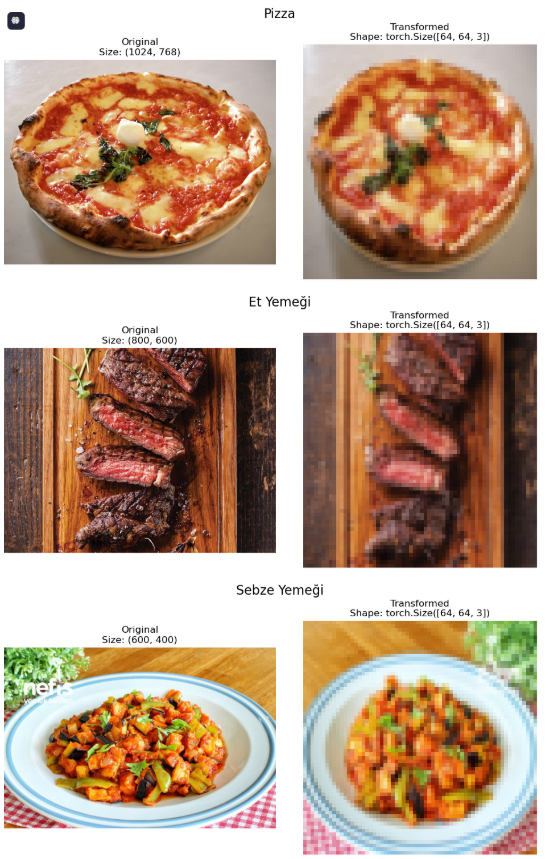 Pizza
Original
Size: (1024, 768)
Transformed
Shape: torch.Size([64, 64, 3])
Et Yemeği
Original
Size: (800, 600)
Transformed
Shape: torch.Size([64, 64, 3])
Sebze Yemeği
Original
Size: (600, 400)
Transformed
Shape: torch.Size([64, 64, 3])
nefis